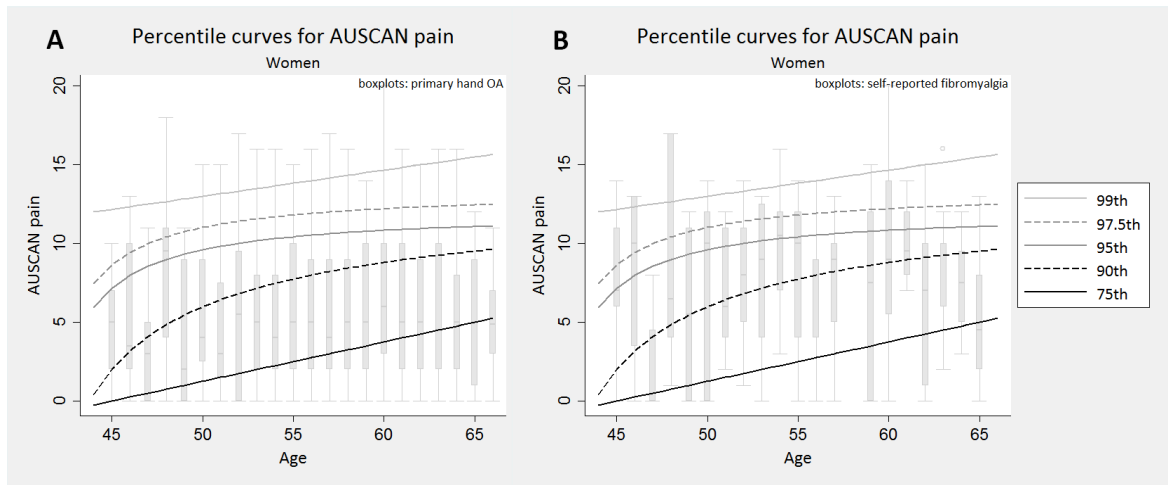 A
Percentile curves for AUSCAN pain
Women
boxplots: primary hand OA
AUSCAN pain
20
15
10
5
0
45
50
55
60
65
Age
B
Percentile curves for AUSCAN pain
Women
boxplots: self-reported fibromyalgia
AUSCAN pain
20
15
10
5
0
45
50
55
60
65
Age
99th
97.5th
95th
90th
75th